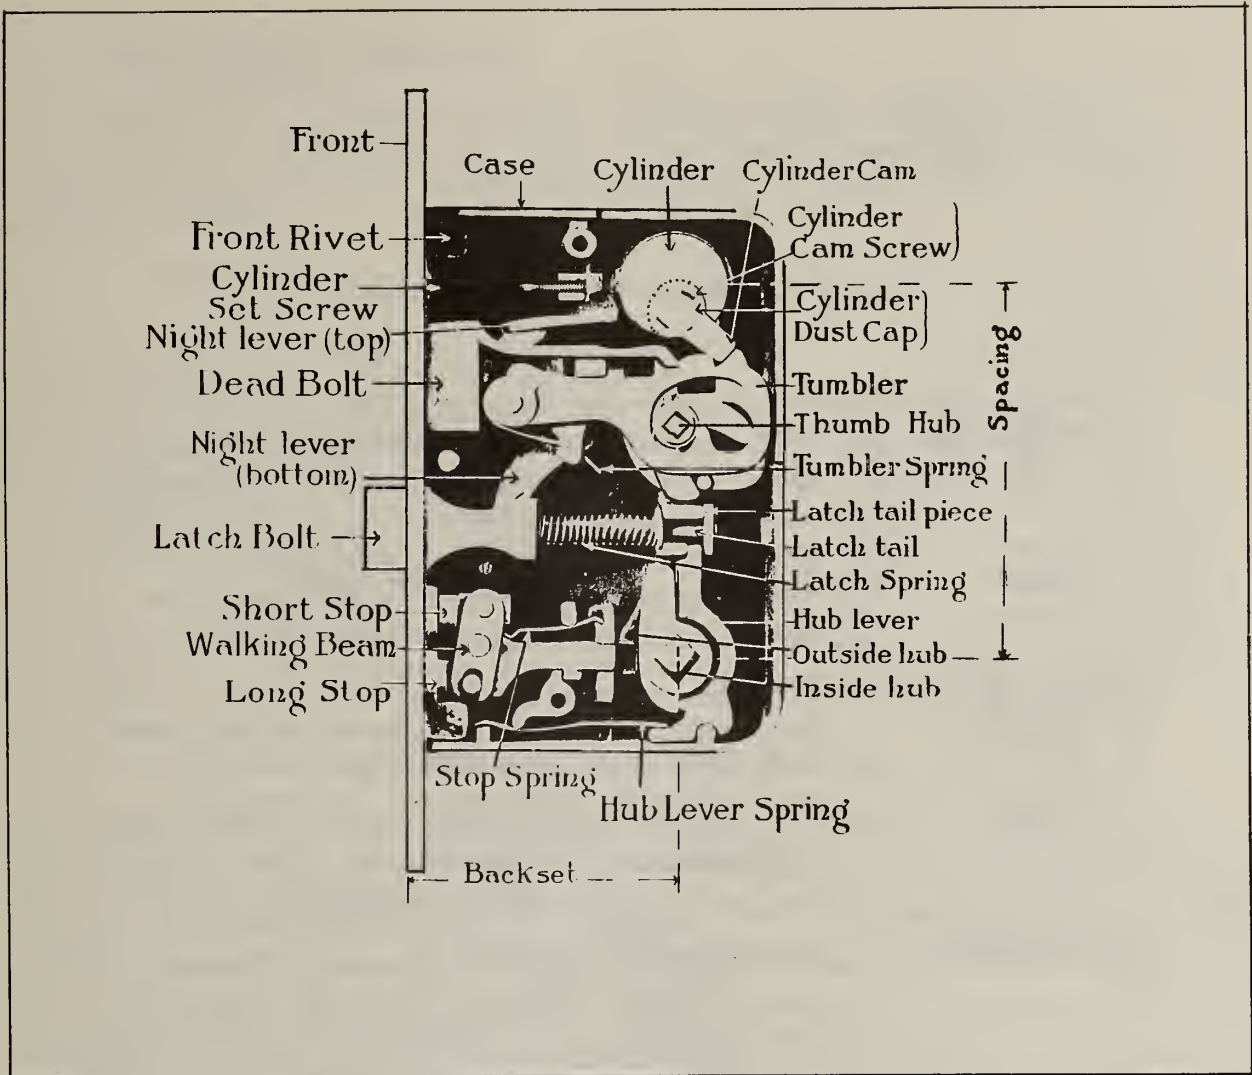 Front
Case
Cylinder
Cylinder Cam
Cylinder
Cam Screw
Front Rivet
Cylinder
Set Screw
Cylinder
Dust Cap
Night lever (top)
Dead Bolt
Tumbler
Thumb Hub
Spacing
Night lever
(bottom)
Tumbler Spring
Latch Bolt
Latch tail piece
Latch tail
Latch Spring
Short Stop
Hub lever
Walking Beam
Outside hub
Long Stop
Inside hub
Stop Spring
Hub Lever Spring
Backset